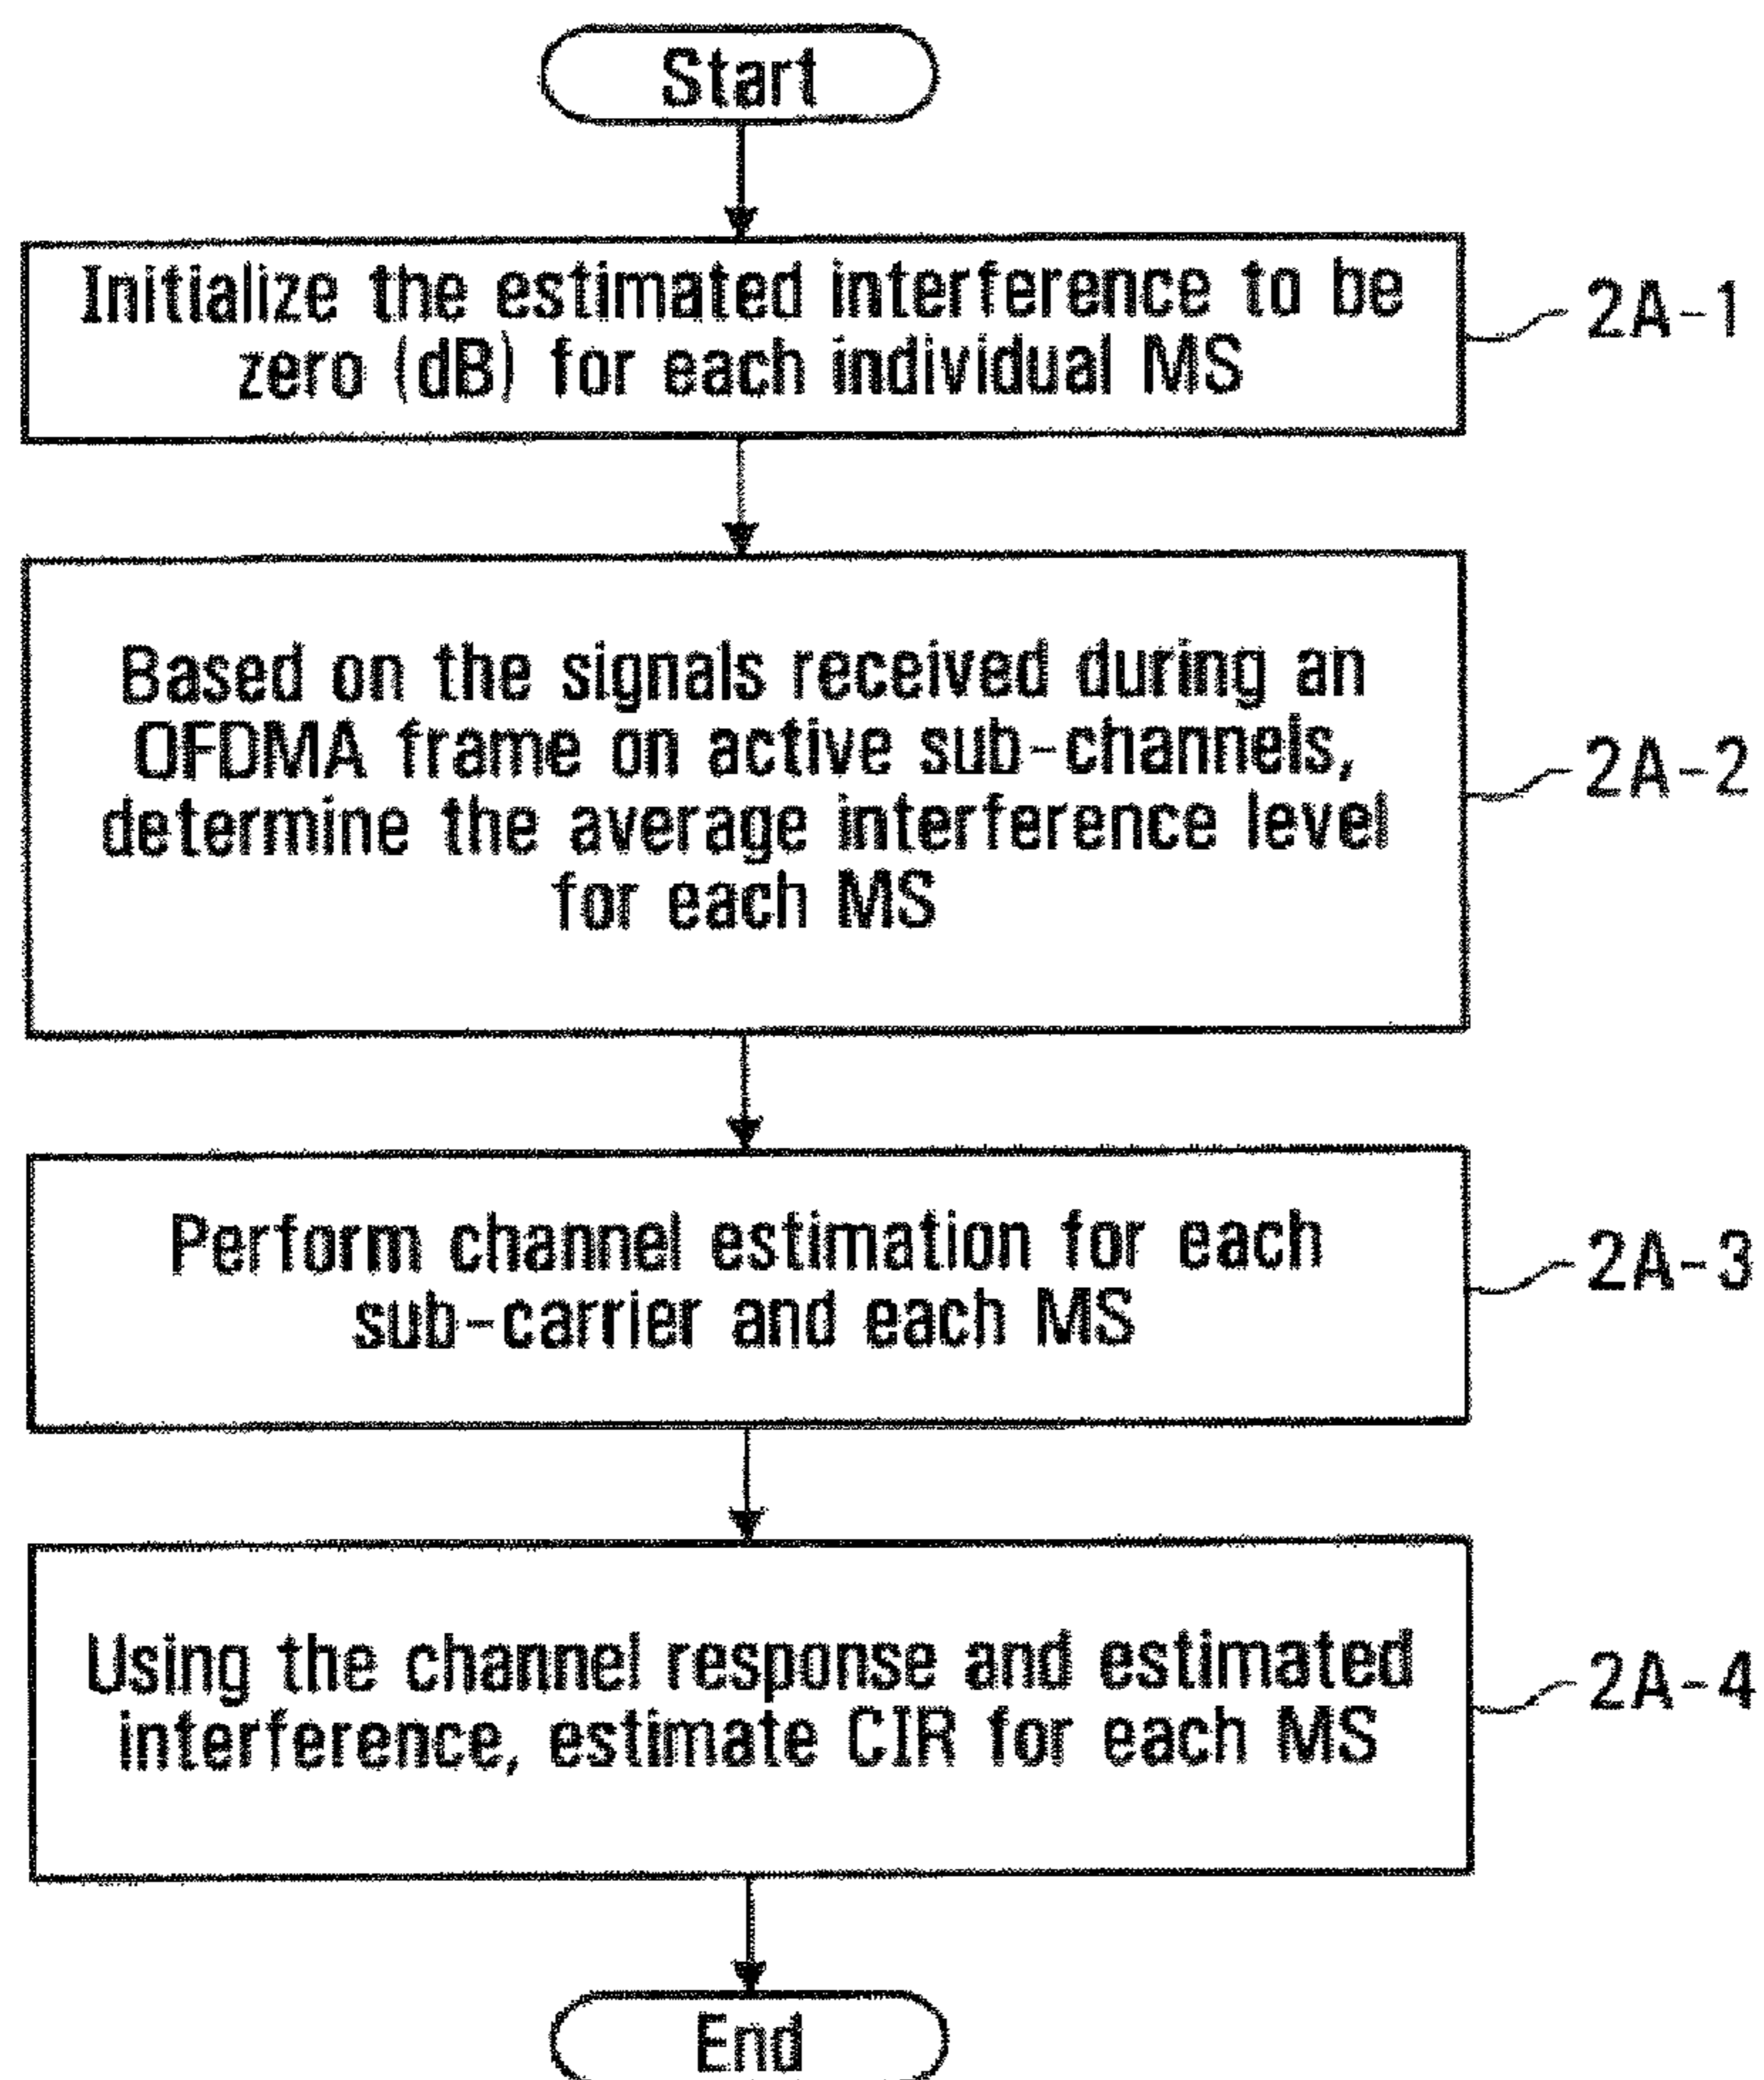 Start
Initialize the estimated interference to be
zero (dB) for each individual MS
2A-1
Based on the signals received during an
OFDMA frame on active sub-channels,
determine the average interference level
for each MS
2A-2
Perform channel estimation for each
sub-carrier and each MS
2A-3
Using the channel response and estimated
interference, estimate CIR for each MS
2A-4
End